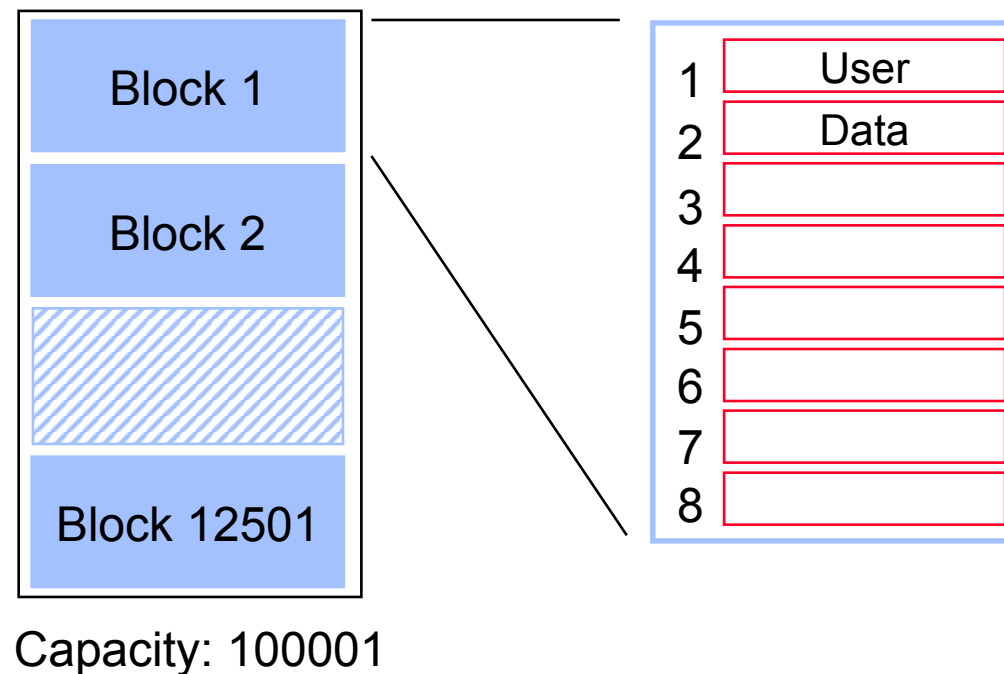 Block 1
Block 2
Block 12501
Capacity: 100001
1 User
2 Data
3
4
5
6
7
8